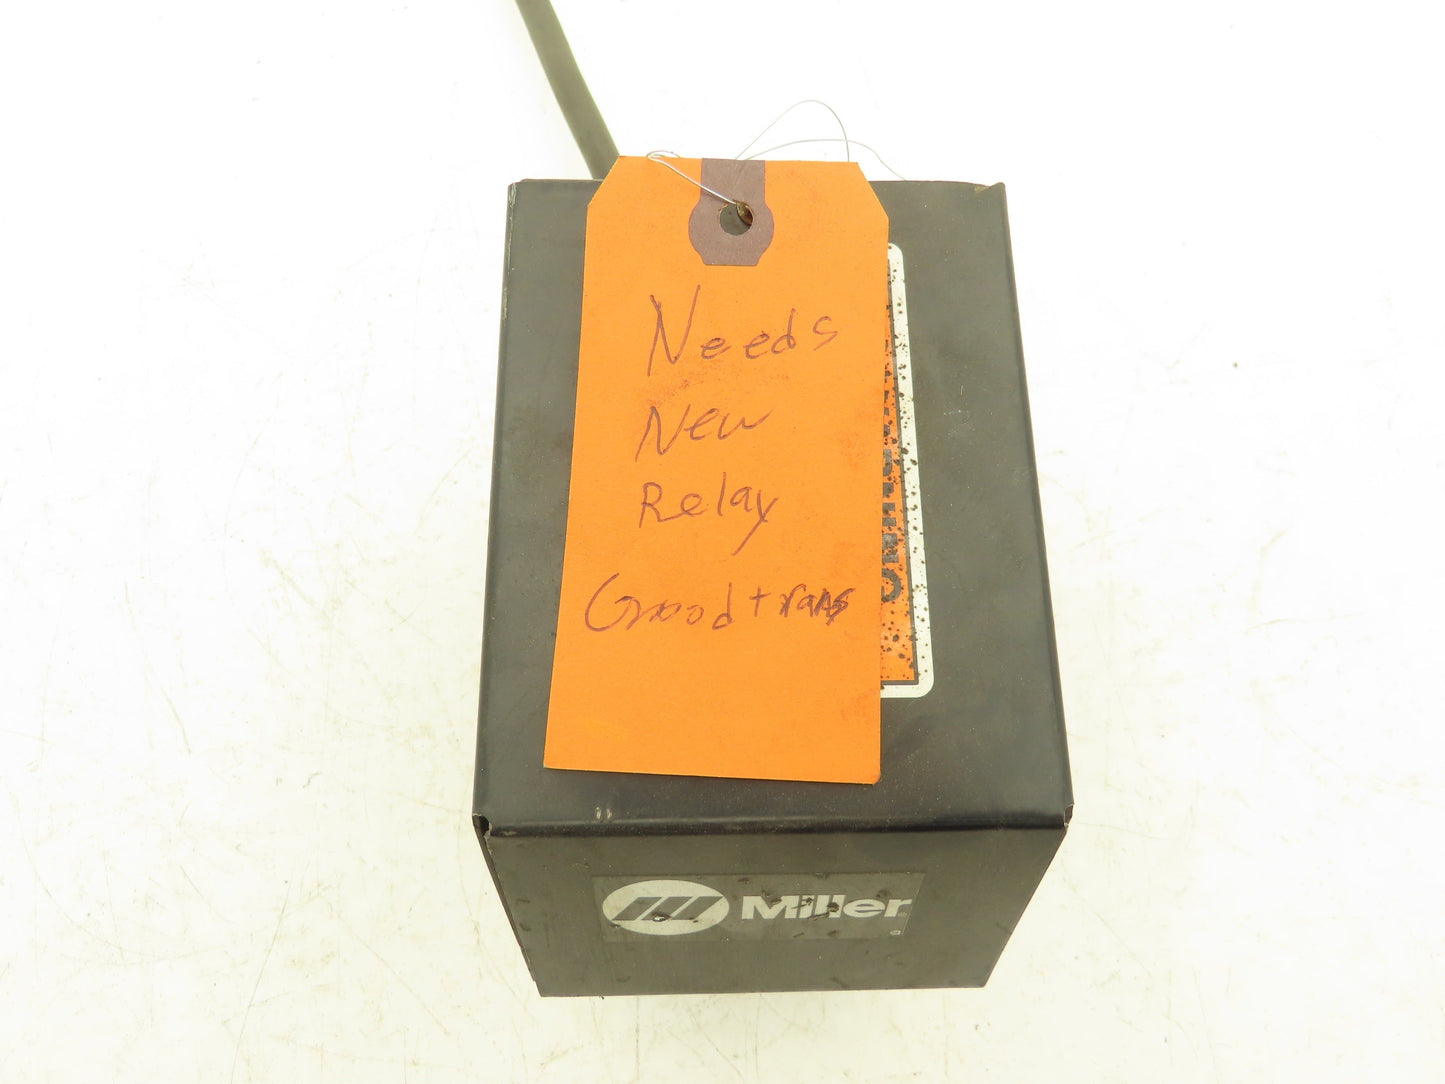 Needs
New
Relay
Good trans
Miller